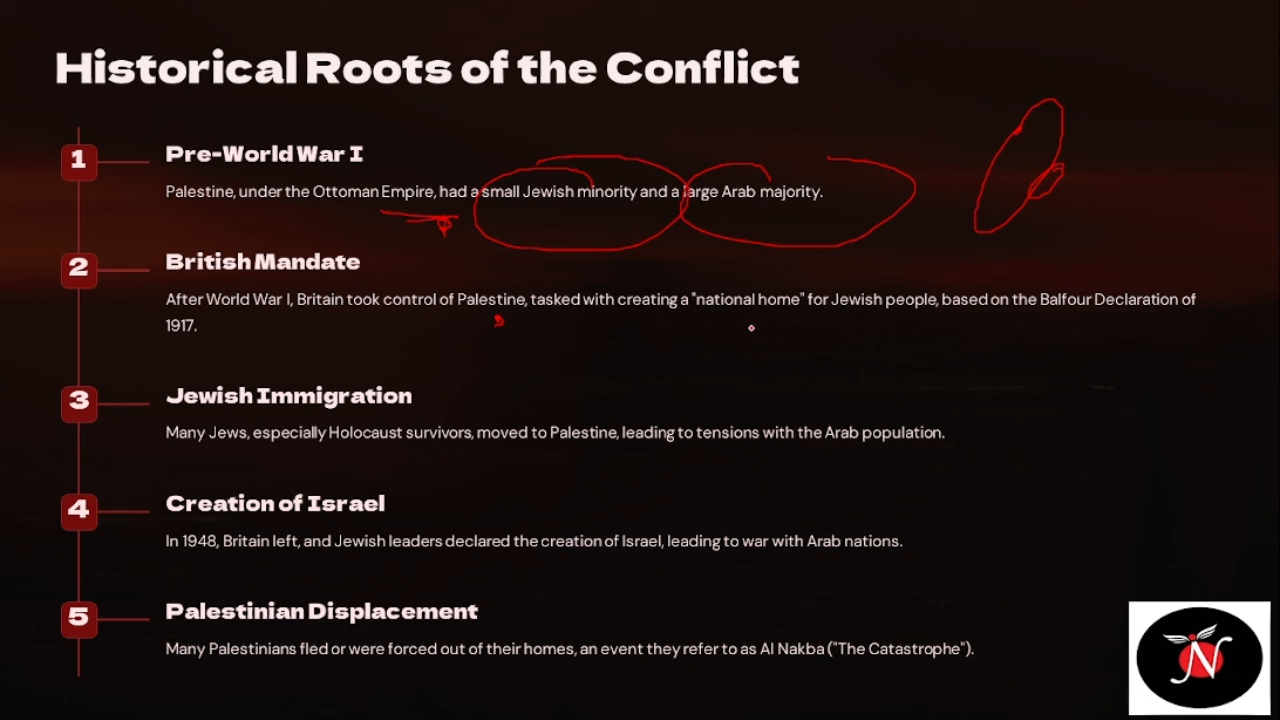 Historical Roots of the Conflict
1
Pre-World War I
Palestine, under the Ottoman Empire, had a small Jewish minority and a large Arab majority.
2
British Mandate
After World War I, Britain took control of Palestine, tasked with creating a "national home" for Jewish people, based on the Balfour Declaration of
1917.
3
Jewish Immigration
Many Jews, especially Holocaust survivors, moved to Palestine, leading to tensions with the Arab population.
4
Creation of Israel
In 1948, Britain left, and Jewish leaders declared the creation of Israel, leading to war with Arab nations.
5
Palestinian Displacement
Many Palestinians fled or were forced out of their homes, an event they refer to as Al Nakba ("The Catastrophe").
N